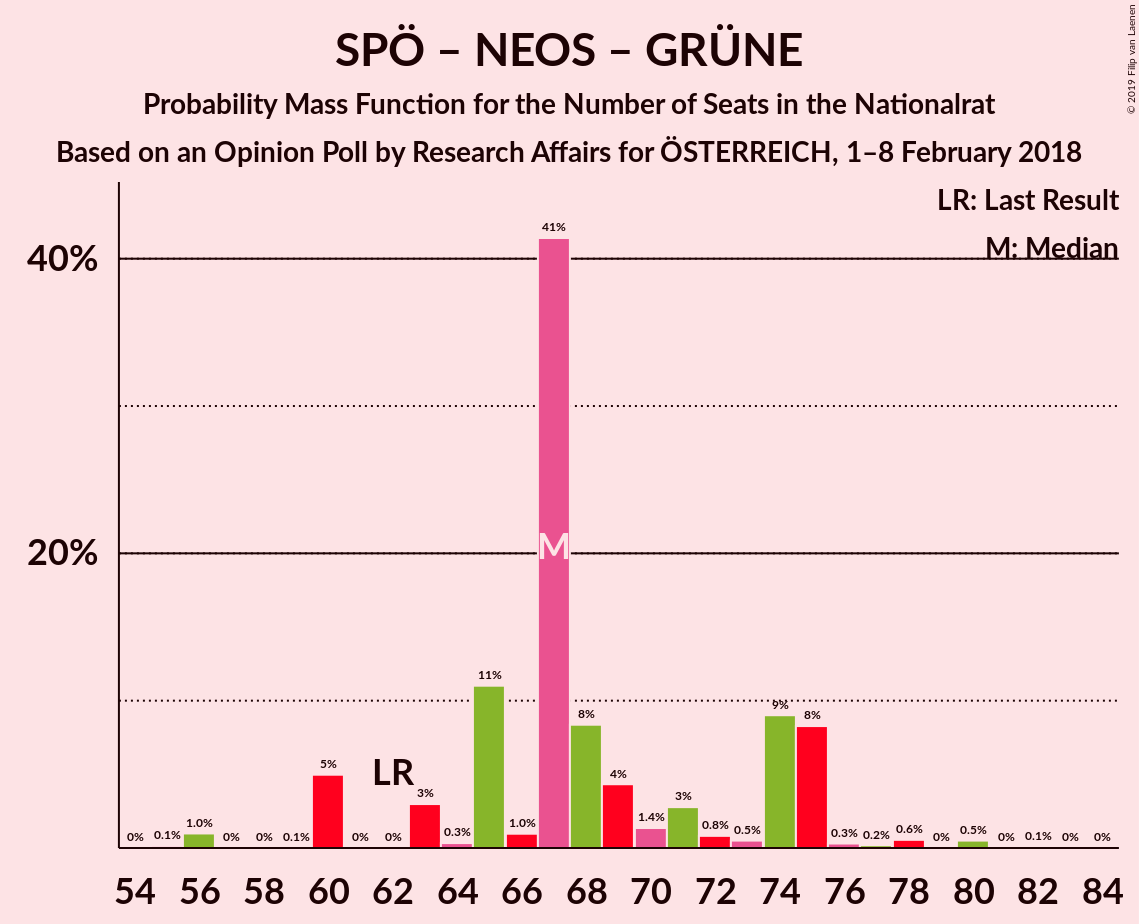 SPÖ – NEOS – GRÜNE
Probability Mass Function for the Number of Seats in the Nationalrat
Based on an Opinion Poll by Research Affairs for ÖSTERREICH, 1–8 February 2018
© 2019 Filip van Laenen
LR: Last Result
M: Median
40%
20%
0% 0.1% 1.0% 0% 0% 0.1% 5% 0% 0% 3% 0.3% 11% 1.0% 41% 8% 4% 1.4% 3% 0.8% 0.5% 9% 8% 0.3% 0.2% 0.6% 0% 0.5% 0% 0.1% 0% 0%
LR
M
54 56 58 60 62 64 66 68 70 72 74 76 78 80 82 84